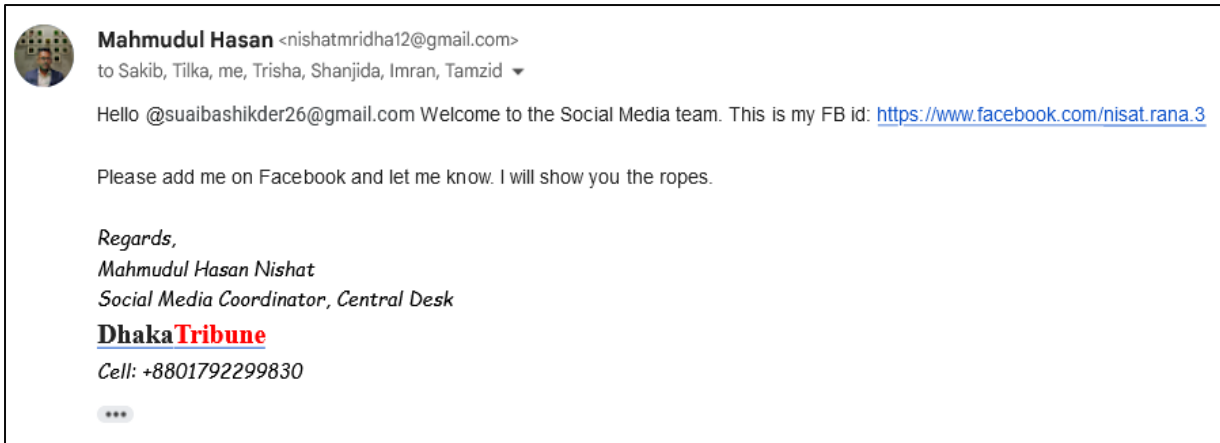 Mahmudul Hasan <nishatmridha12@gmail.com>
to Sakib, Tilka, me, Trisha, Shanjida, Imran, Tamzid
Hello @suaibashikder26@gmail.com Welcome to the Social Media team. This is my FB id: https://www.facebook.com/nisat.rana.3
Please add me on Facebook and let me know. I will show you the ropes.
Regards,
Mahmudul Hasan Nishat
Social Media Coordinator, Central Desk
DhakaTribune
Cell: +8801792299830